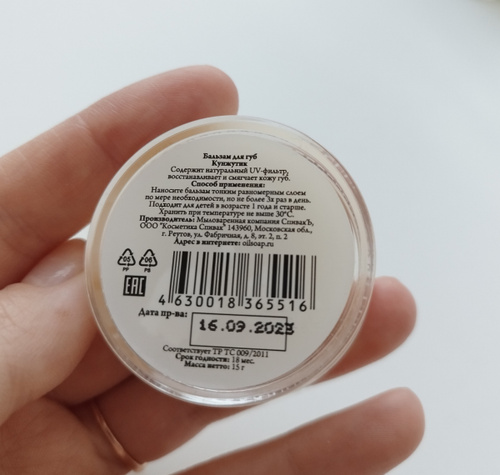 Бальзам для губ
Кунжутик
Содержит натуральный UV-фильтр,
восстанавливает и смягчает кожу губ.
Способ применения:
Наносите бальзам тонким равномерным слоем
по мере необходимости, но не более 3х раз в день.
Подходит для детей в возрасте 1 года и старше.
Хранить при температуре не выше 30°С.
Производитель: Мыловаренная компания СпивакЪ,
ООО "Косметика Спивак" 143960, Московская обл.,
г. Реутов, ул. Фабричная, д. 8, эт. 2, п. 2
Адрес в интернете: oilsoap.ru
05 06
PP PS
EAC
4 630018 365516
Дата пр-ва:
16.09.2023
Соответствует ТР ТС 009/2011
Срок годности: 18 мес.
Масса нетто: 15 г